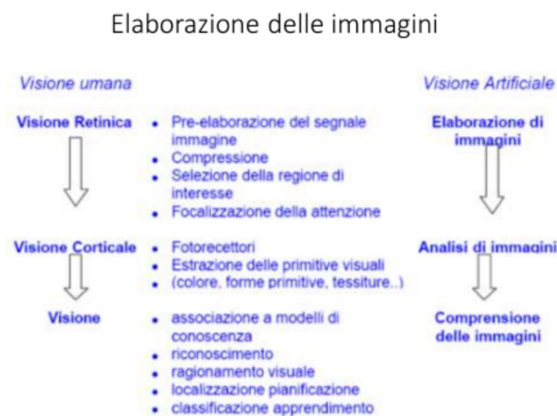 Elaborazione delle immagini
Visione umana
Visione Artificiale
Visione Retinica
• Pre-elaborazione del segnale
immagine
• Compressione
• Selezione della regione di
interesse
• Focalizzazione della attenzione
Elaborazione di
immagini
Visione Corticale
• Fotorecettori
• Estrazione delle primitive visuali
• (colore, forme primitive, tessiture..)
Analisi di immagini
Visione
• associazione a modelli di
conoscenza
• riconoscimento
• ragionamento visuale
• localizzazione pianificazione
• classificazione apprendimento
Comprensione
delle immagini